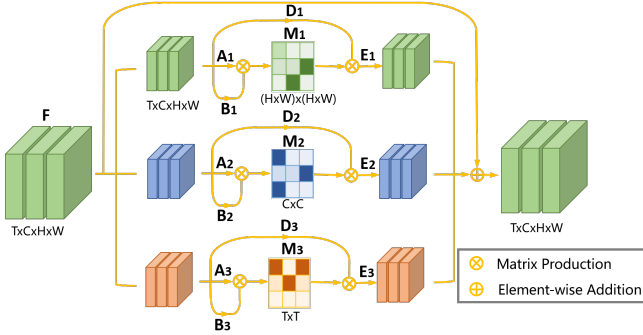 D1
M1
A1
E1
B1
TxCxHxW
(HxW)x(HxW)
F
D2
M2
A2
E2
B2
CxC
TxCxHxW
TxCxHxW
D3
M3
A3
E3
B3
TxT
Matrix Production
Element-wise Addition